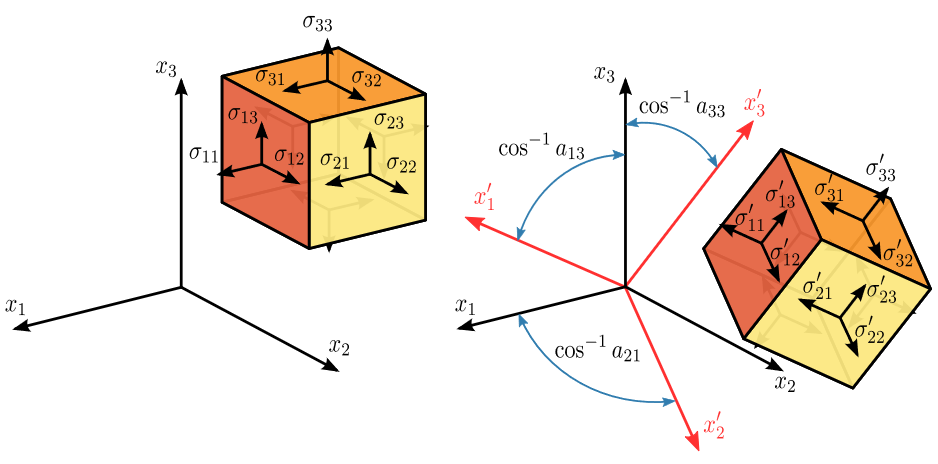 σ₃₃
x₃
σ₃₁ σ₃₂
σ₁₃ σ₂₃
σ₁₁ σ₁₂ σ₂₁ σ₂₂
x₁
x₂
x₃
cos⁻¹ a₃₃
x′₃
cos⁻¹ a₁₃
x′₁
x₁
cos⁻¹ a₂₁
x₂
x′₂
σ′₃₃
σ′₃₁
σ′₁₃
σ′₁₁
σ′₁₂
σ′₃₂
σ′₂₁
σ′₂₃
σ′₂₂